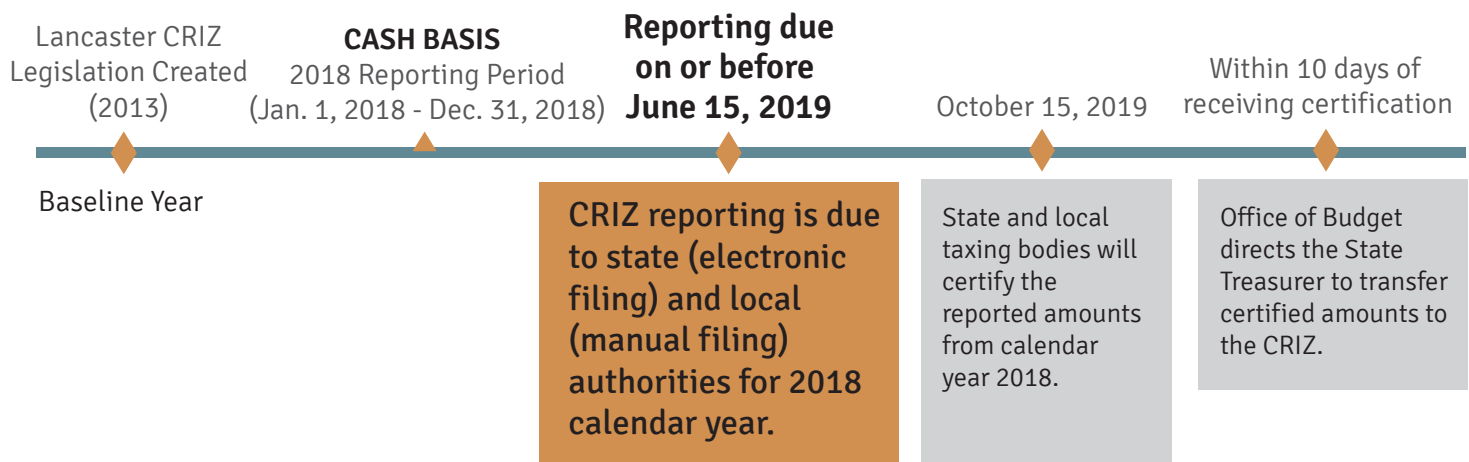 Lancaster CRIZ
Legislation Created
(2013)
CASH BASIS
2018 Reporting Period
(Jan. 1, 2018 - Dec. 31, 2018)
Reporting due
on or before
June 15, 2019
October 15, 2019
Within 10 days of
receiving certification
Baseline Year
CRIZ reporting is due
to state (electronic
filing) and local
(manual filing)
authorities for 2018
calendar year.
State and local
taxing bodies will
certify the
reported amounts
from calendar
year 2018.
Office of Budget
directs the State
Treasurer to transfer
certified amounts to
the CRIZ.